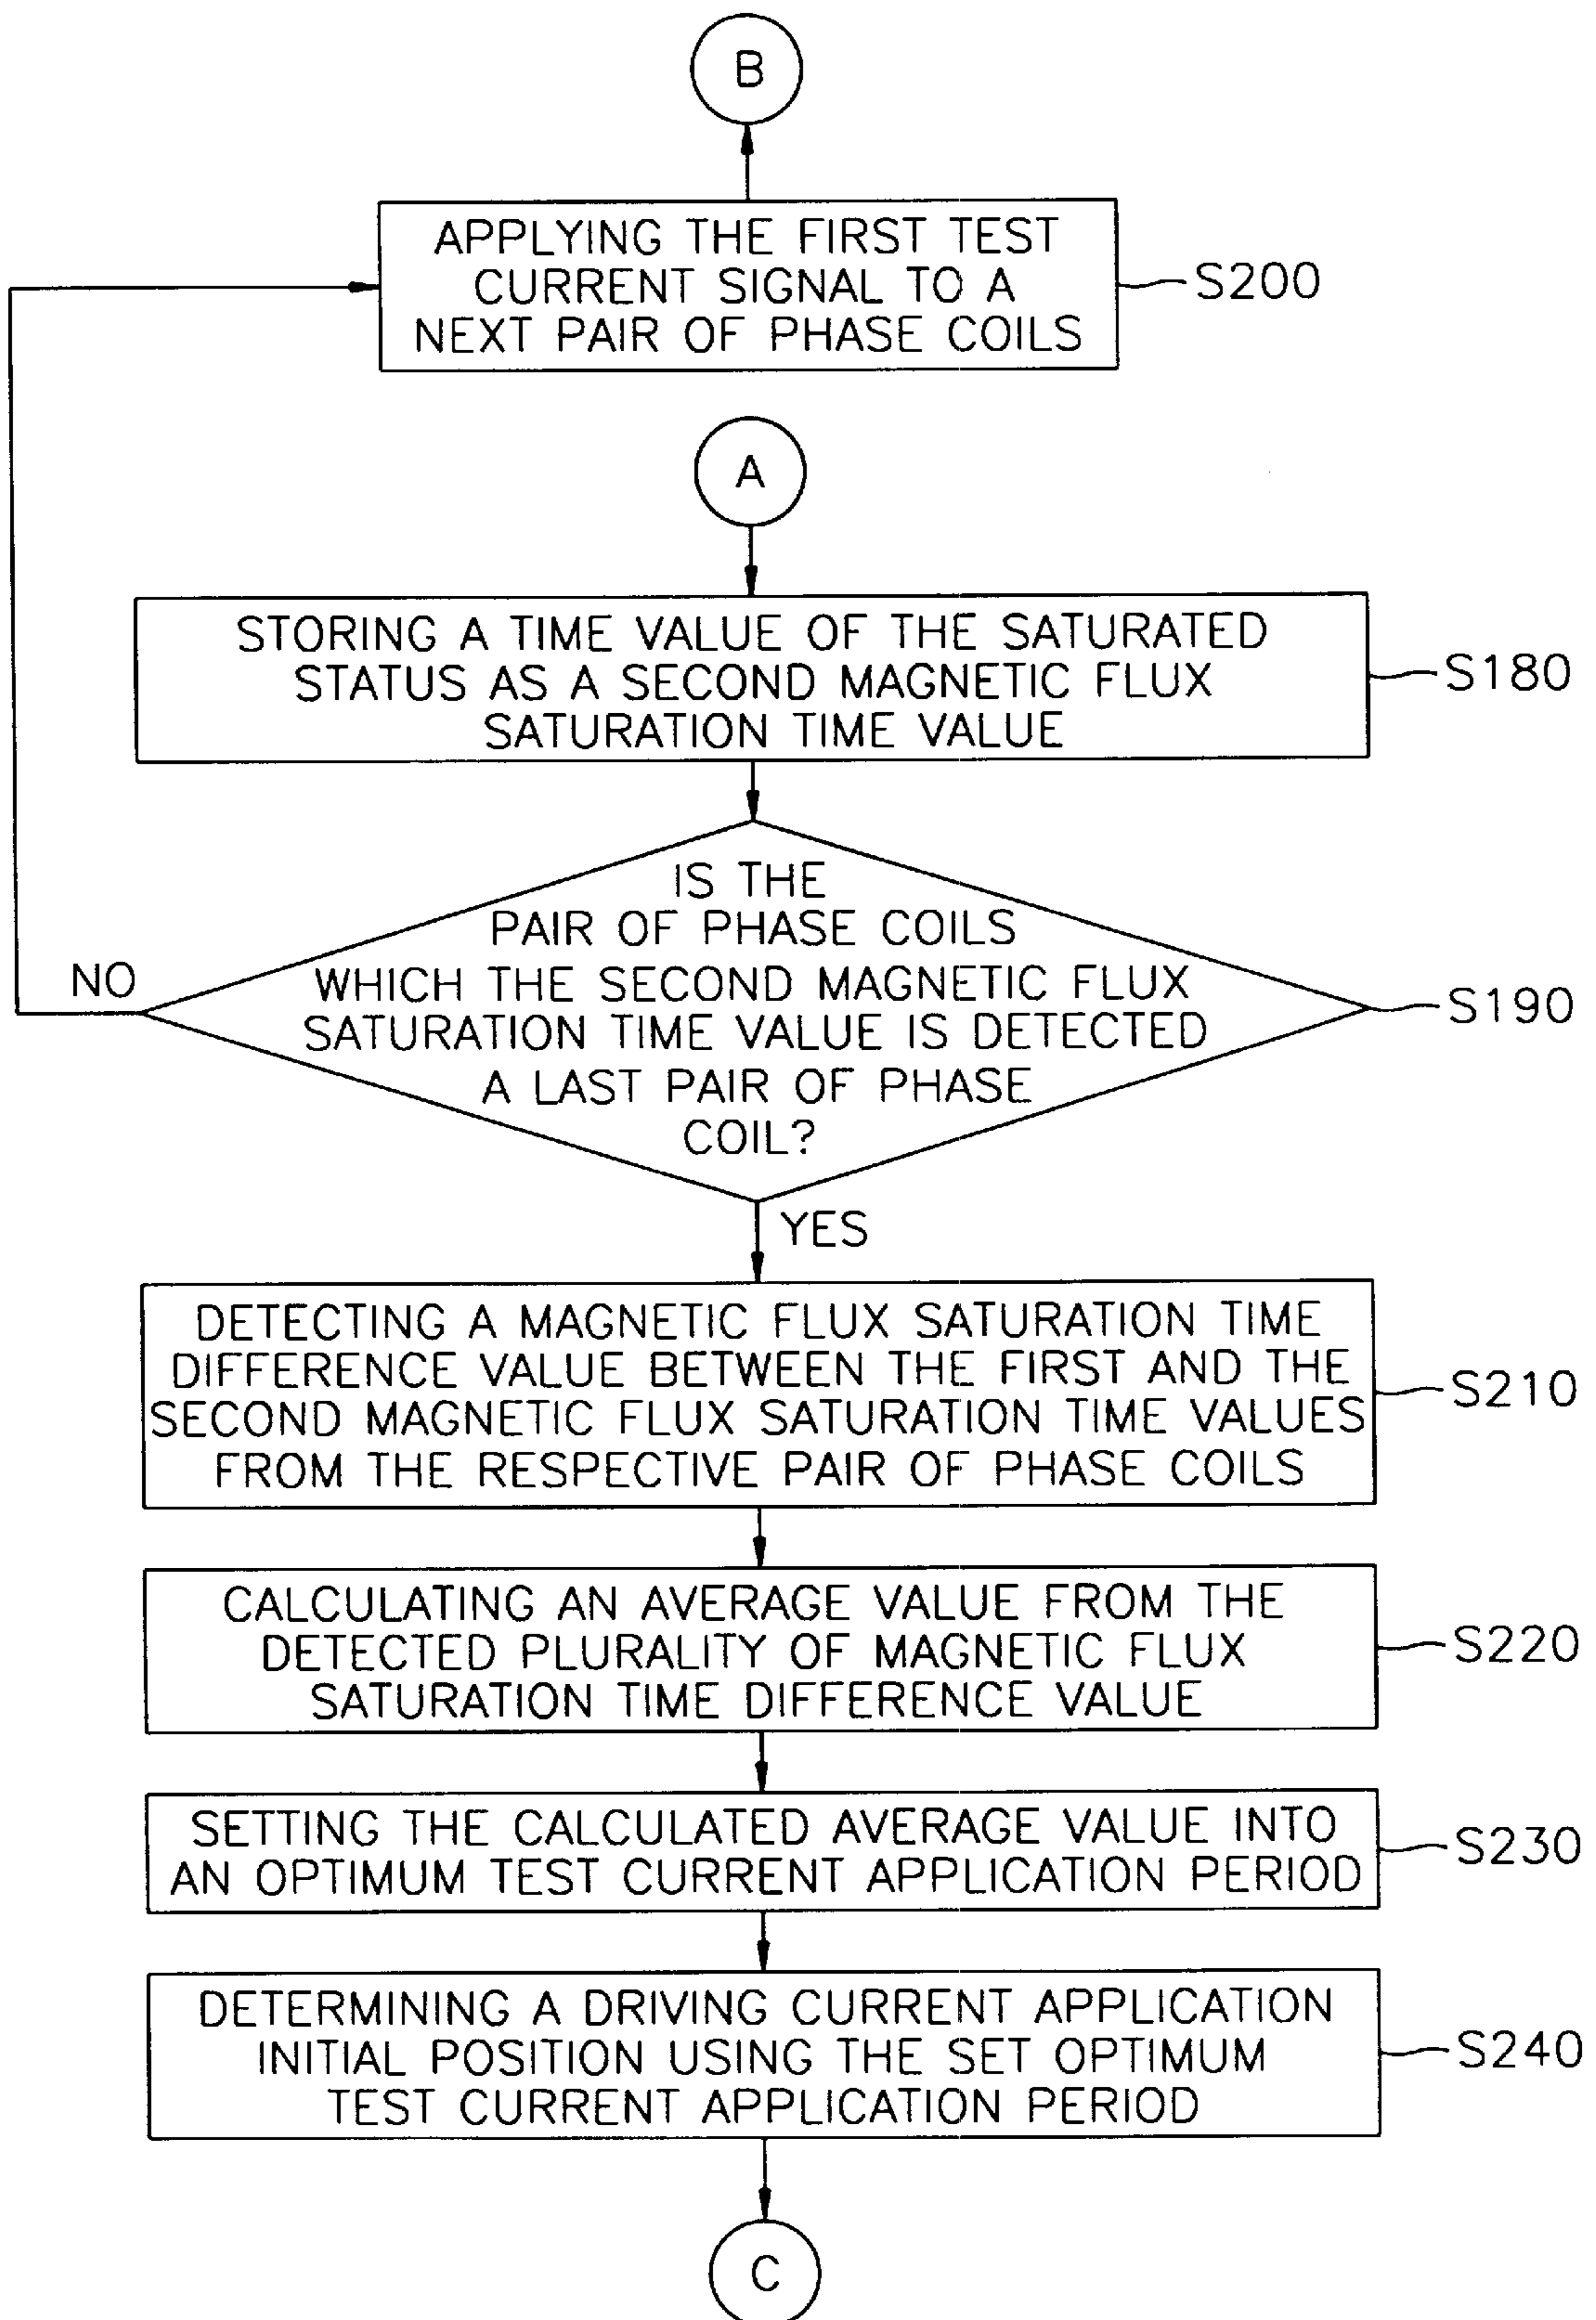 B
APPLYING THE FIRST TEST
CURRENT SIGNAL TO A
NEXT PAIR OF PHASE COILS
S200
A
STORING A TIME VALUE OF THE SATURATED
STATUS AS A SECOND MAGNETIC FLUX
SATURATION TIME VALUE
S180
IS THE
PAIR OF PHASE COILS
WHICH THE SECOND MAGNETIC FLUX
SATURATION TIME VALUE IS DETECTED
A LAST PAIR OF PHASE
COIL?
NO
S190
YES
DETECTING A MAGNETIC FLUX SATURATION TIME
DIFFERENCE VALUE BETWEEN THE FIRST AND THE
SECOND MAGNETIC FLUX SATURATION TIME VALUES
FROM THE RESPECTIVE PAIR OF PHASE COILS
S210
CALCULATING AN AVERAGE VALUE FROM THE
DETECTED PLURALITY OF MAGNETIC FLUX
SATURATION TIME DIFFERENCE VALUE
S220
SETTING THE CALCULATED AVERAGE VALUE INTO
AN OPTIMUM TEST CURRENT APPLICATION PERIOD
S230
DETERMINING A DRIVING CURRENT APPLICATION
INITIAL POSITION USING THE SET OPTIMUM
TEST CURRENT APPLICATION PERIOD
S240
C